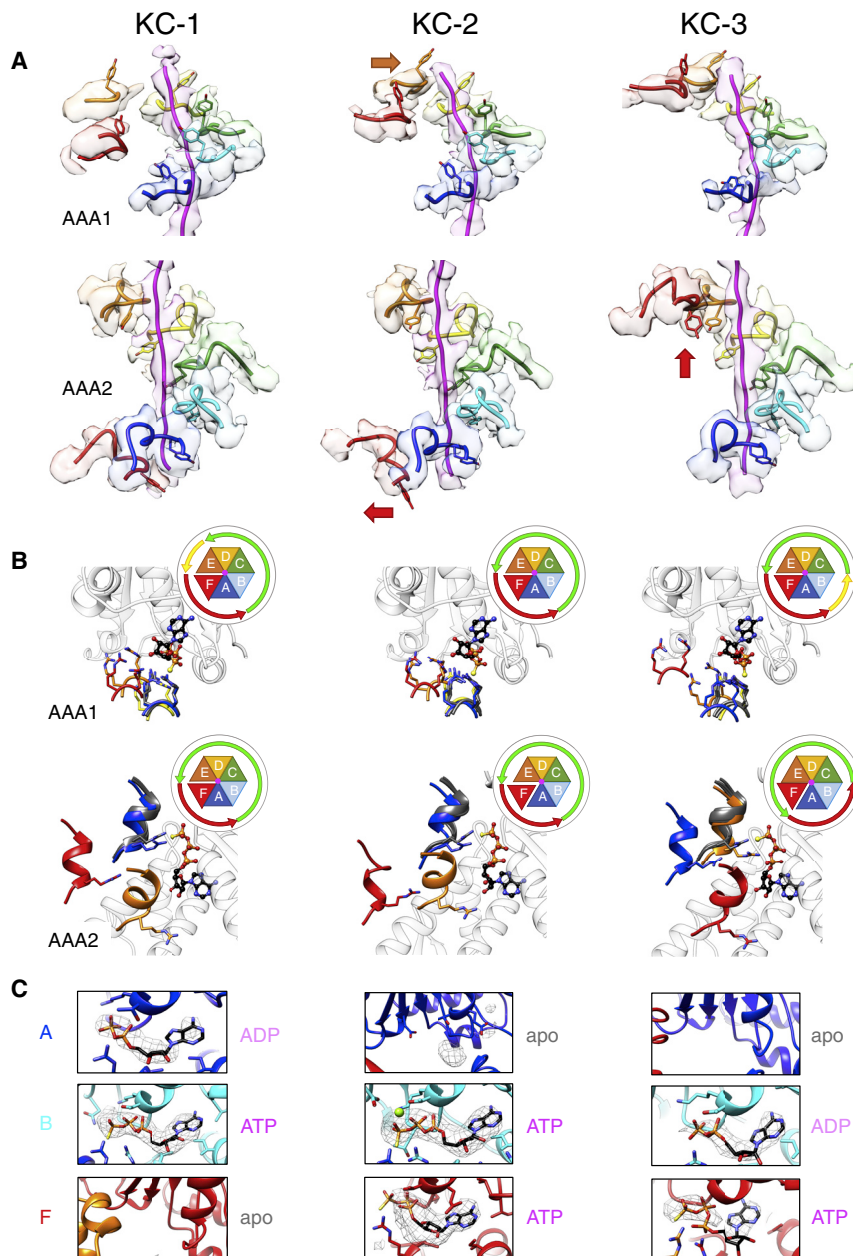 KC-1 KC-2 KC-3
A
AAA1
AAA2
B
E D C F A B
E D C F A B
E D C F A B
AAA1
E D C F A B
E D C F A B
E D C F A B
AAA2
C
A ADP apo apo
B ATP ATP ADP
F apo ATP ATP